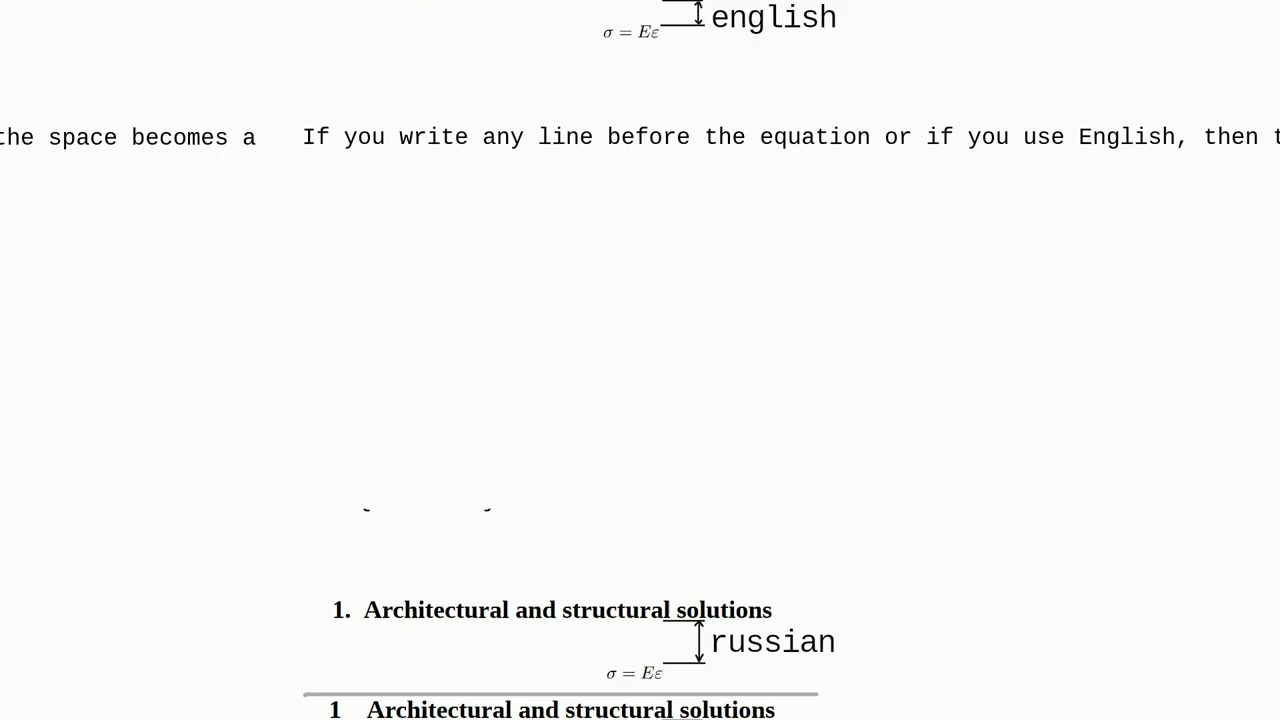 english
σ = Eε
the space becomes a If you write any line before the equation or if you use English, then
1. Architectural and structural solutions
russian
σ = Eε
1 Architectural and structural solutions